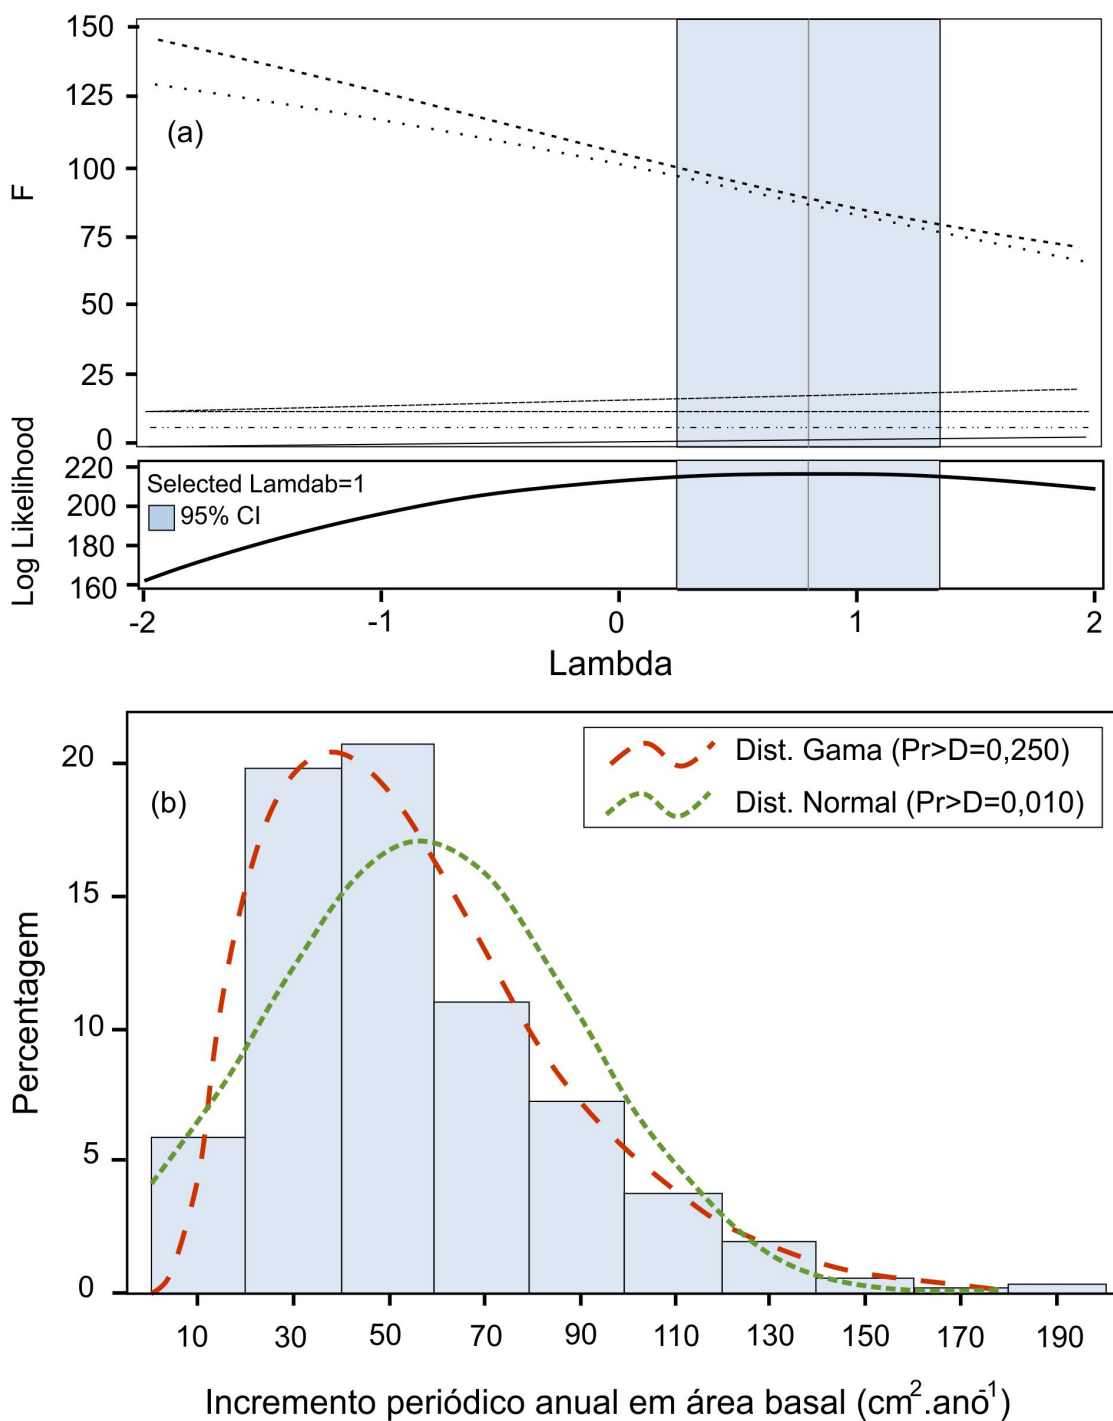 150
125
100
75
50
25
0
F
(a)
220
200
180
160
Log Likelihood
Selected Lamdab=1
95% CI
-2 -1 0 1 2
Lambda
20
15
10
5
0
Percentagem
(b)
Dist. Gama (Pr>D=0,250)
Dist. Normal (Pr>D=0,010)
10 30 50 70 90 110 130 150 170 190
Incremento periódico anual em área basal (cm².ano⁻¹)